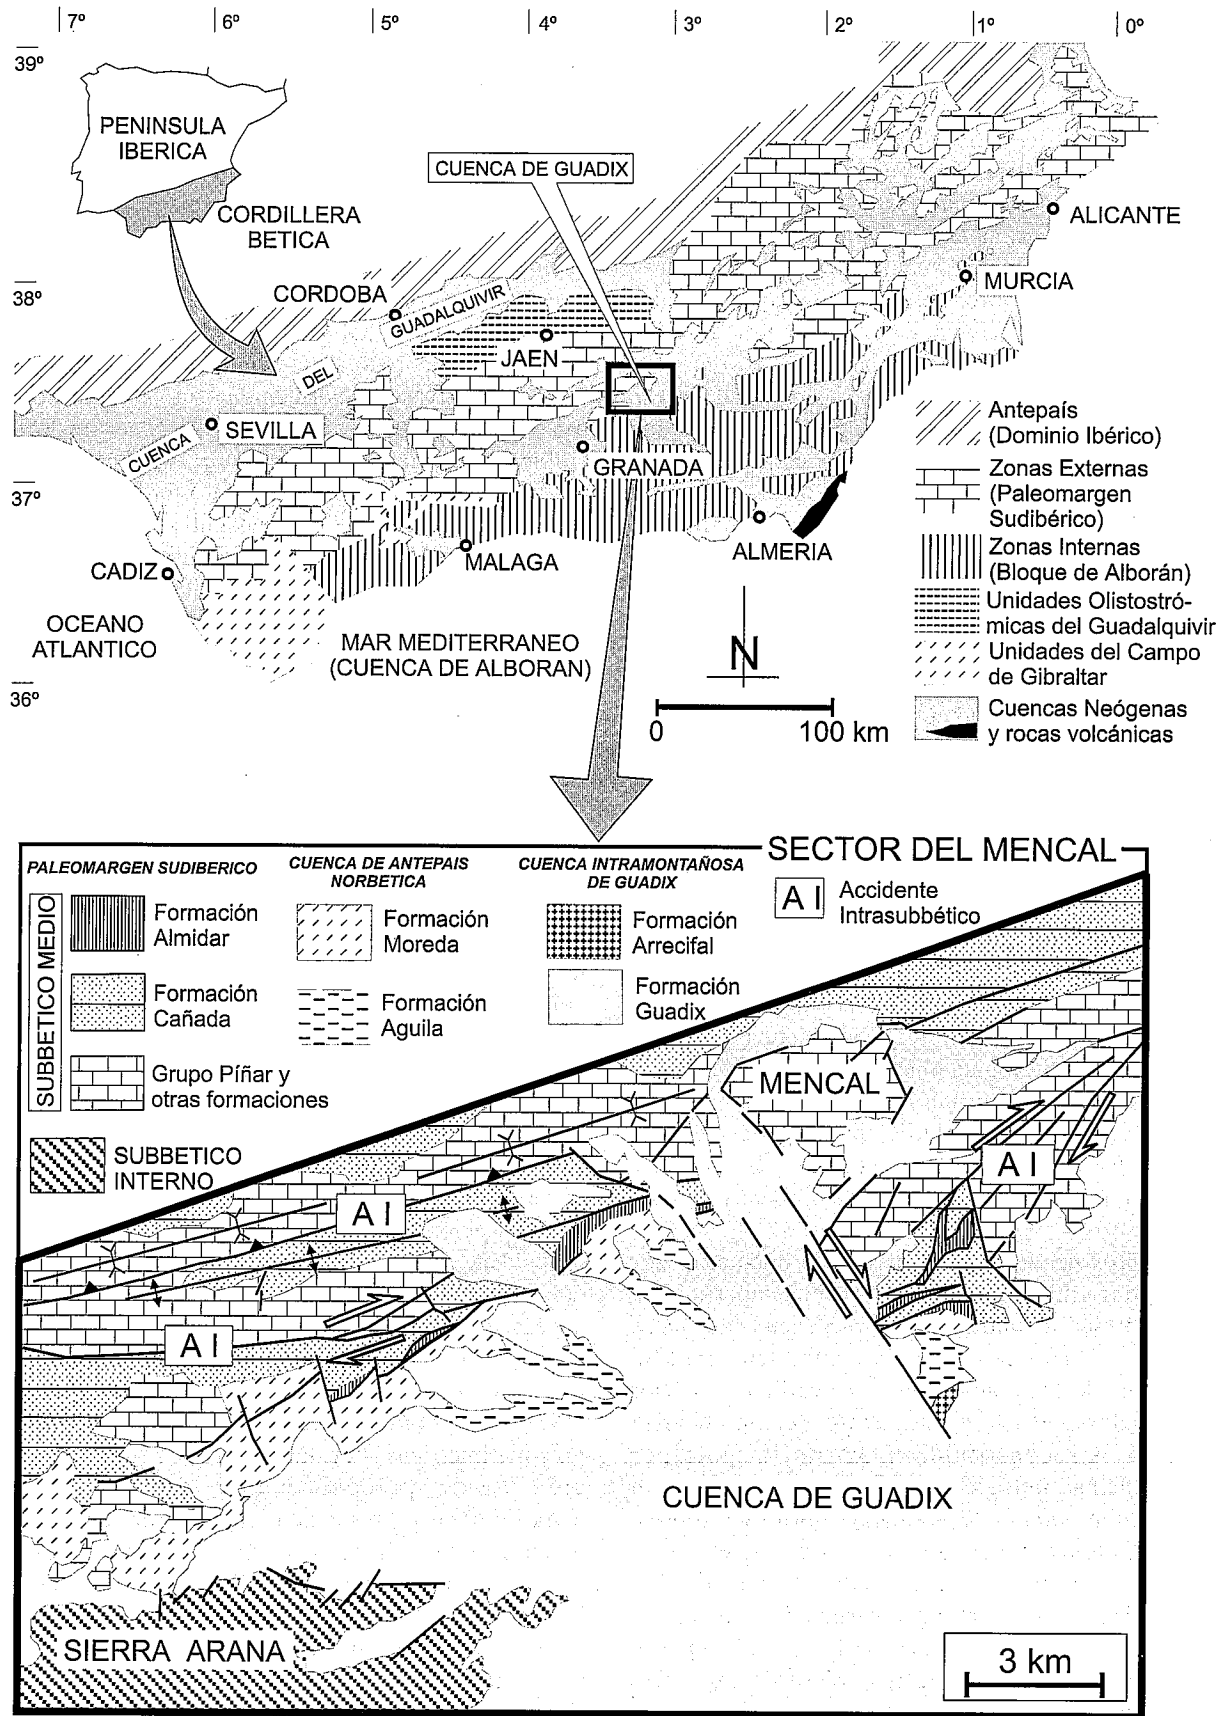 7º
6º
5º
4º
3º
2º
1º
0º
39º
38º
37º
36º
PENINSULA
IBERICA
CORDILLERA
BETICA
CUENCA DE GUADIX
ALICANTE
MURCIA
CORDOBA
GUADALQUIVIR
JAEN
DEL
SEVILLA
CUENCA
GRANADA
ALMERIA
MALAGA
CADIZ
OCEANO
ATLANTICO
MAR MEDITERRANEO
(CUENCA DE ALBORAN)
N
0 100 km
Antepaís
(Dominio Ibérico)
Zonas Externas
(Paleomargen
Sudibérico)
Zonas Internas
(Bloque de Alborán)
Unidades Olistostró-
micas del Guadalquivir
Unidades del Campo
de Gibraltar
Cuencas Neógenas
y rocas volcánicas
SECTOR DEL MENCAL
PALEOMARGEN SUDIBERICO
SUBBETICO MEDIO
Formación
Almidar
Formación
Cañada
Grupo Píñar y
otras formaciones
SUBBETICO
INTERNO
CUENCA DE ANTEPAIS
NORBETICA
Formación
Moreda
Formación
Aguila
CUENCA INTRAMONTAÑOSA
DE GUADIX
Formación
Arrecifal
Formación
Guadix
A I
Accidente
Intrasubbético
MENCAL
A I
A I
A I
CUENCA DE GUADIX
SIERRA ARANA
3 km